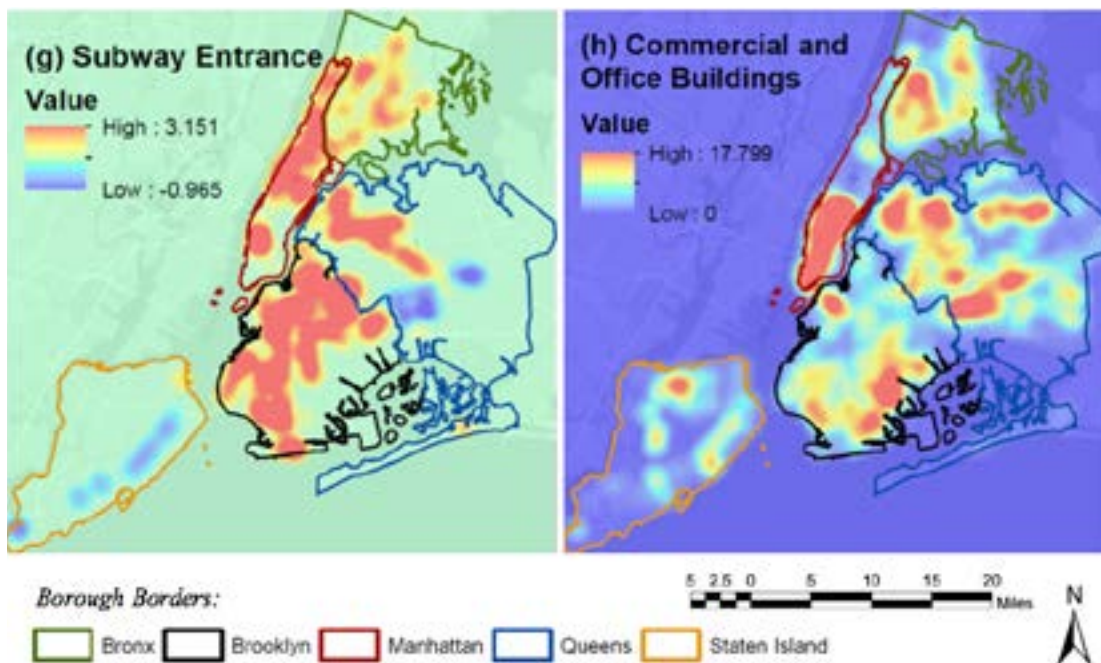 (g) Subway Entrance
Value
High : 3.151
Low : -0.965
(h) Commercial and
Office Buildings
Value
High : 17.799
Low : 0
Borough Borders:
5 2.5 0 5 10 15 20
Miles
N
Bronx Brooklyn Manhattan Queens Staten Island